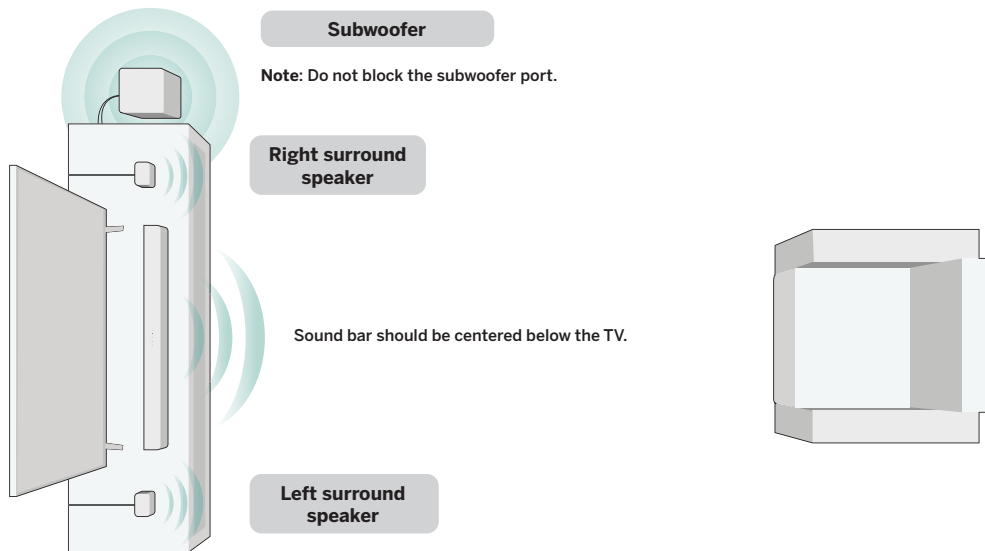 Subwoofer
Note: Do not block the subwoofer port.
Right surround
speaker
Sound bar should be centered below the TV.
Left surround
speaker